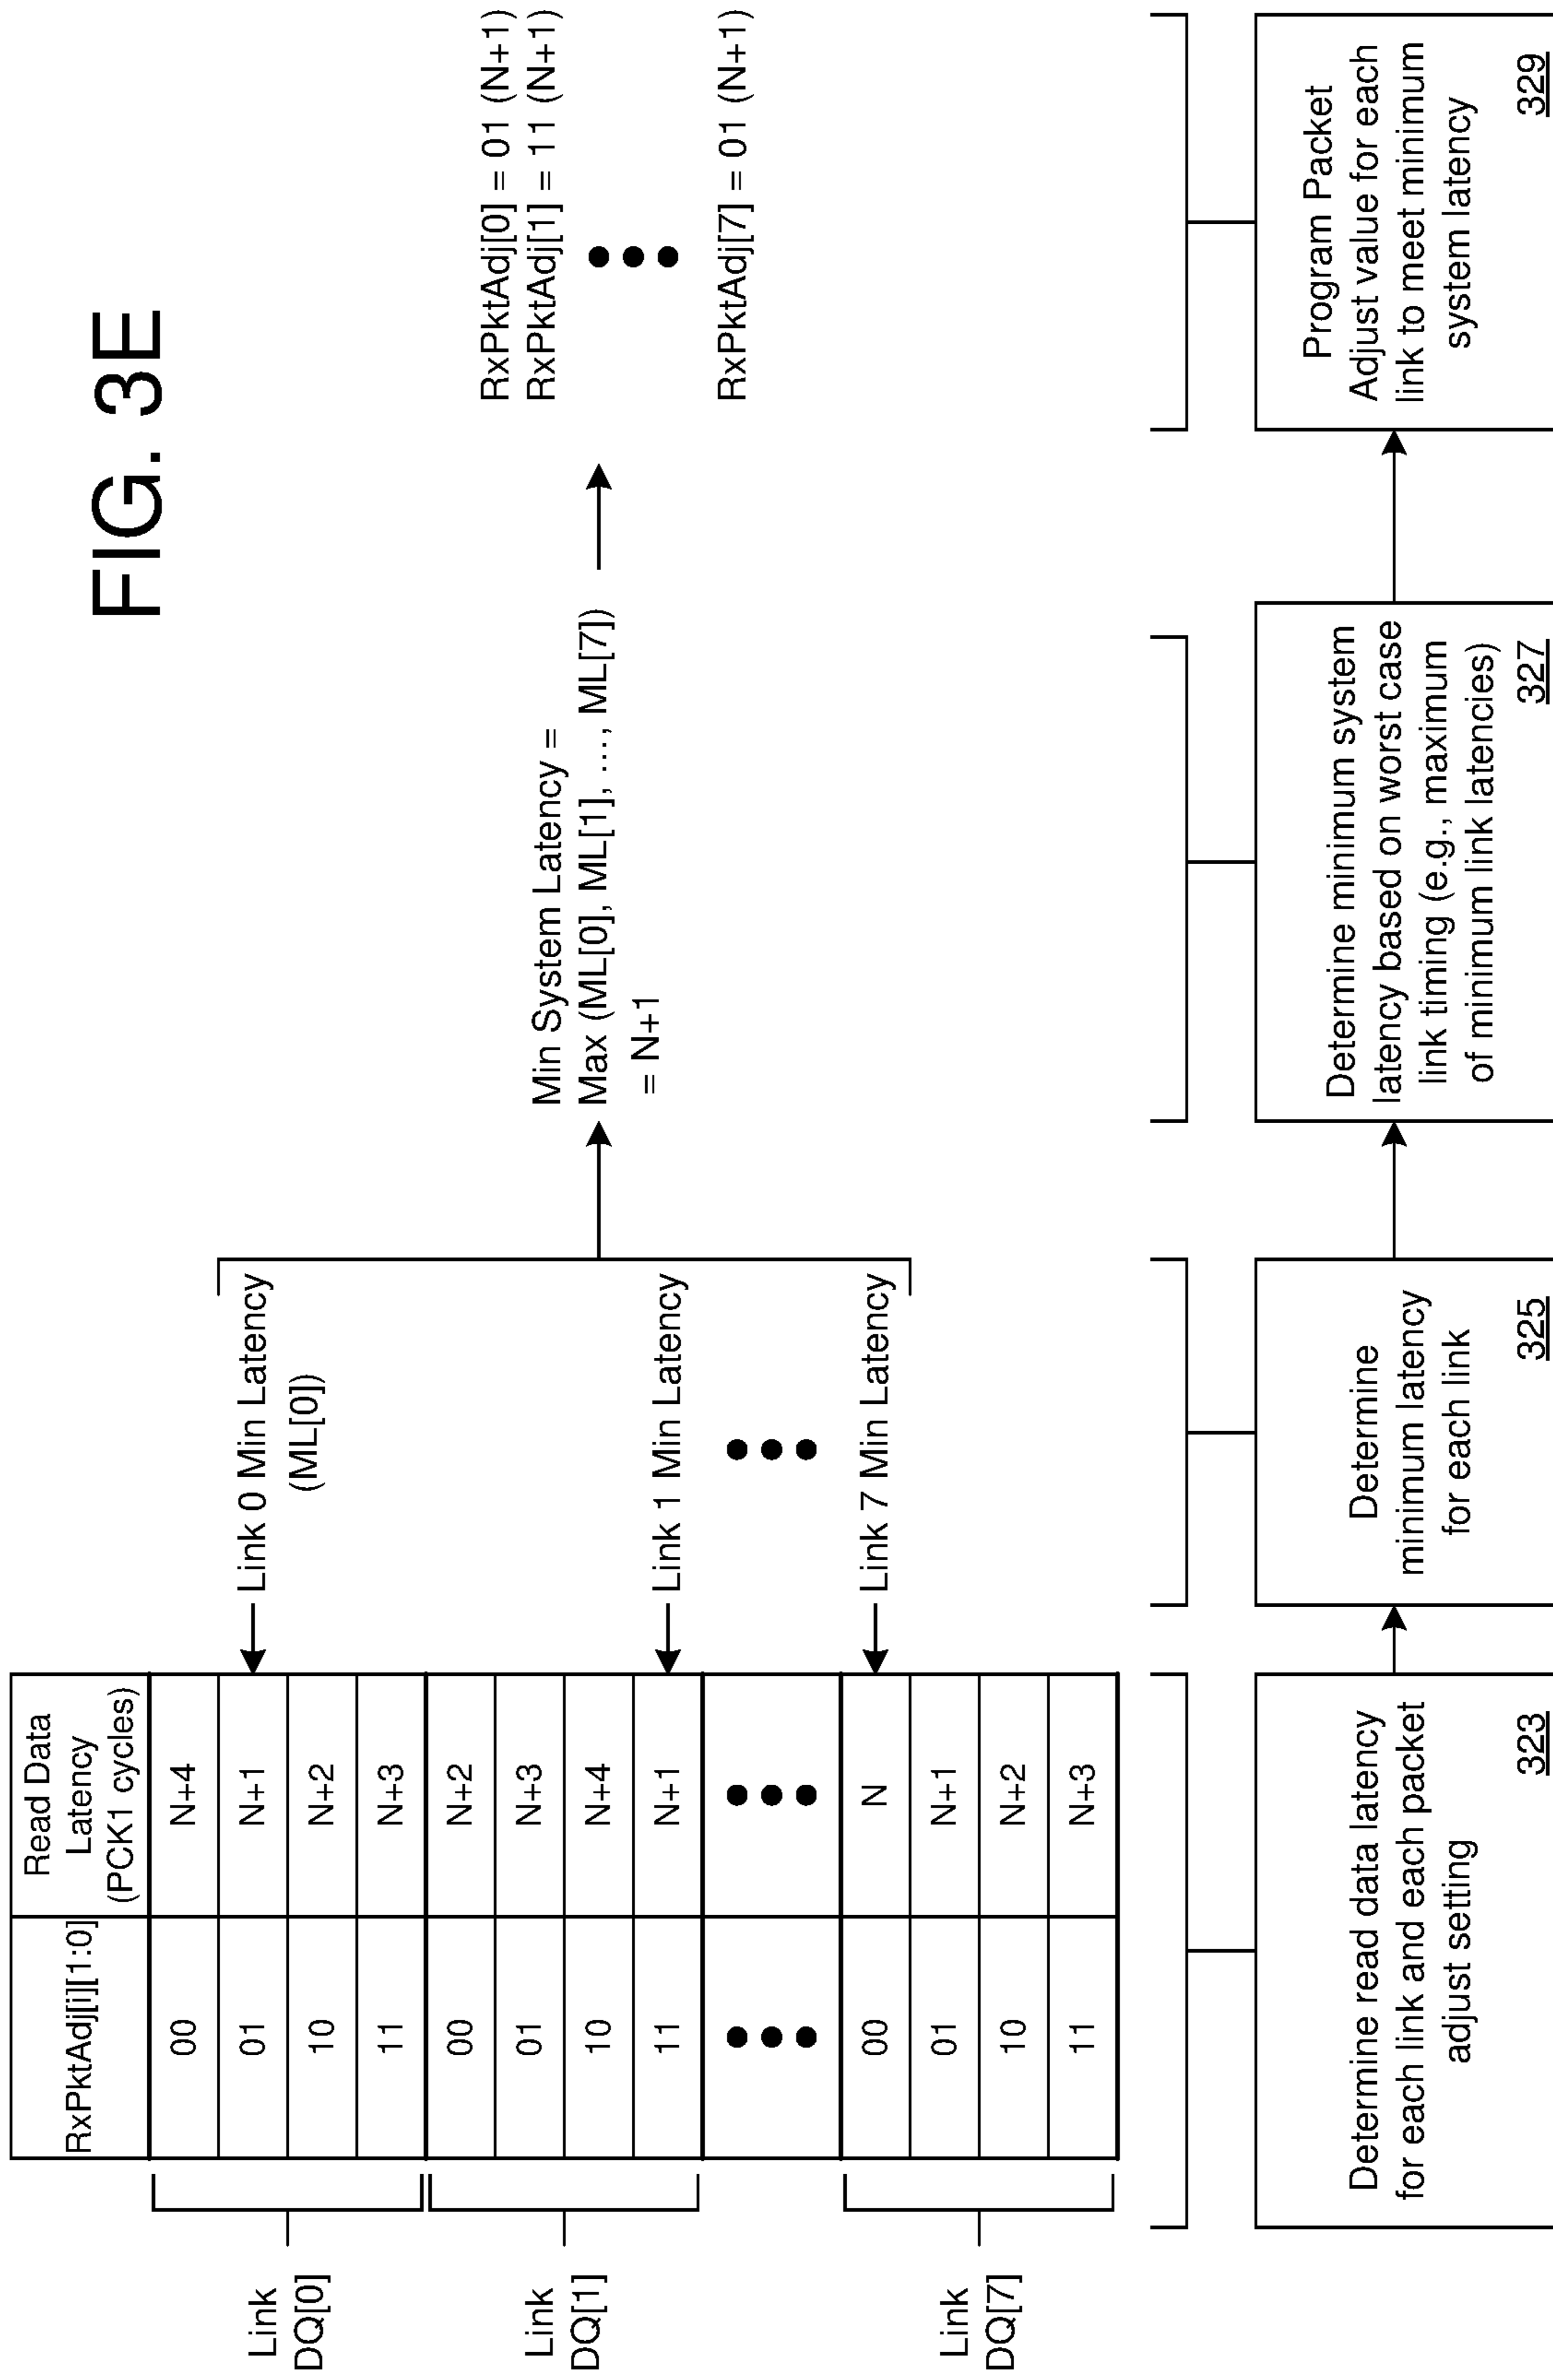 FIG. 3E
RxPktAdj[i][1:0]
Read Data
Latency
(PCK1 cycles)
Link
DQ[0]
00
N+4
01
N+1
10
N+2
11
N+3
Link 0 Min Latency
(ML[0])
Link
DQ[1]
00
N+2
01
N+3
10
N+4
11
N+1
Link 1 Min Latency
Link
DQ[7]
00
N
01
N+1
10
N+2
11
N+3
Link 7 Min Latency
Min System Latency =
Max (ML[0], ML[1], ..., ML[7])
= N+1
RxPktAdj[0] = 01 (N+1)
RxPktAdj[1] = 11 (N+1)
RxPktAdj[7] = 01 (N+1)
Determine read data latency
for each link and each packet
adjust setting
323
Determine
minimum latency
for each link
325
Determine minimum system
latency based on worst case
link timing (e.g., maximum
of minimum link latencies)
327
Program Packet
Adjust value for each
link to meet minimum
system latency
329